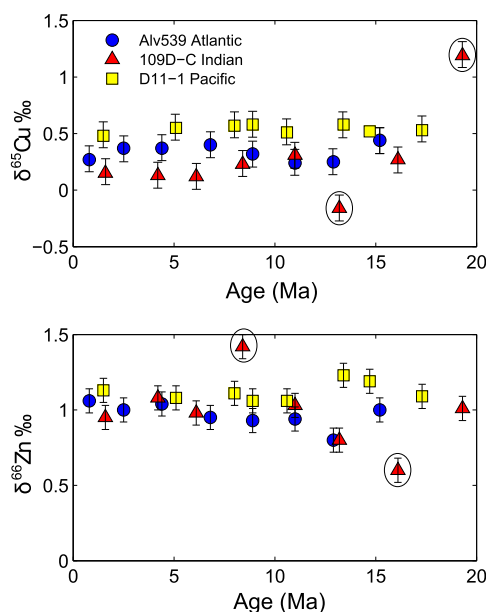 1.5
Alv539 Atlantic
109D−C Indian
D11−1 Pacific
1
0.5
0
−0.5
δ65Cu ‰
0 5 10 15 20
Age (Ma)
1.5
1
0.5
0
δ66Zn ‰
0 5 10 15 20
Age (Ma)